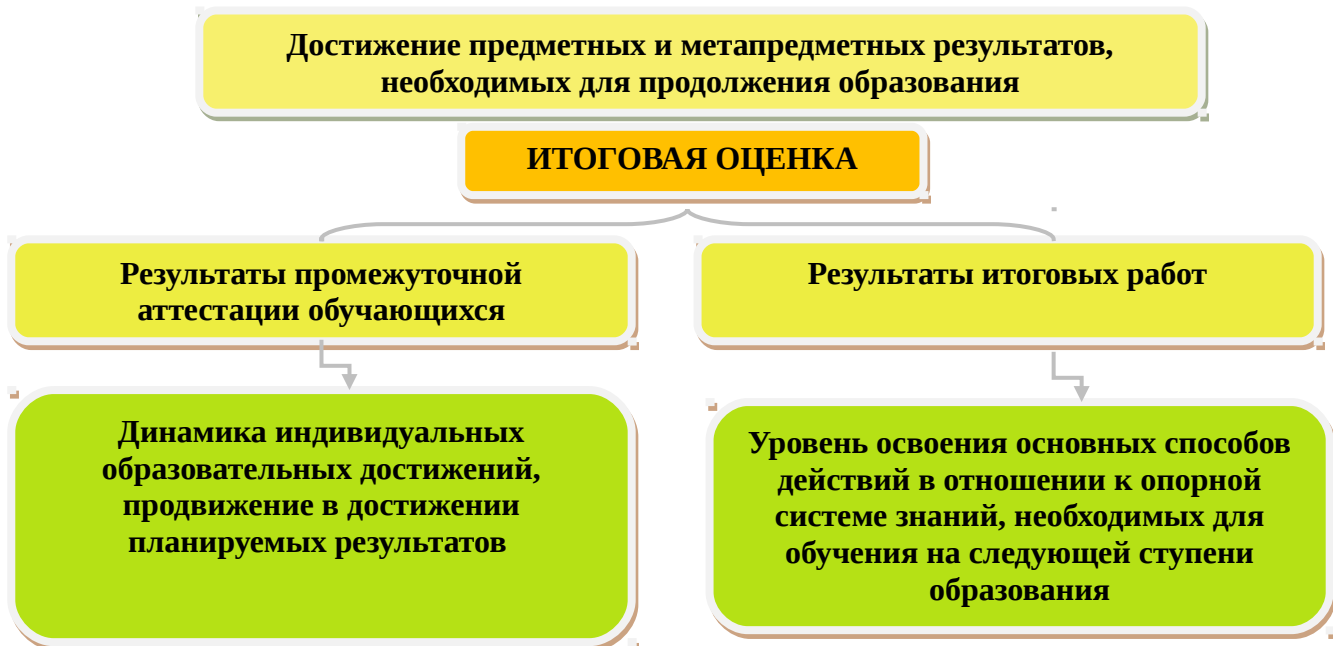 Достижение предметных и метапредметных результатов,
необходимых для продолжения образования
ИТОГОВАЯ ОЦЕНКА
Результаты промежуточной
аттестации обучающихся
Результаты итоговых работ
Динамика индивидуальных
образовательных достижений,
продвижение в достижении
планируемых результатов
Уровень освоения основных способов
действий в отношении к опорной
системе знаний, необходимых для
обучения на следующей ступени
образования